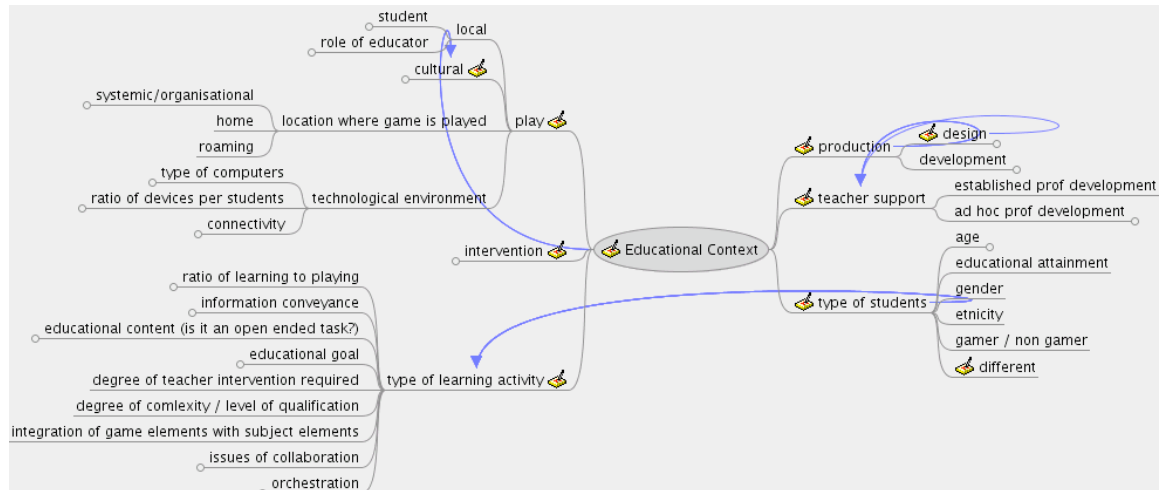 student
local
role of educator
cultural
systemic/organisational
home
location where game is played
play
roaming
type of computers
ratio of devices per students
technological environment
connectivity
intervention
Educational Context
ratio of learning to playing
information conveyance
educational content (is it an open ended task?)
educational goal
degree of teacher intervention required
type of learning activity
degree of comlexity / level of qualification
integration of game elements with subject elements
issues of collaboration
orchestration
design
production
development
established prof development
teacher support
ad hoc prof development
age
educational attainment
gender
type of students
etnicity
gamer / non gamer
different